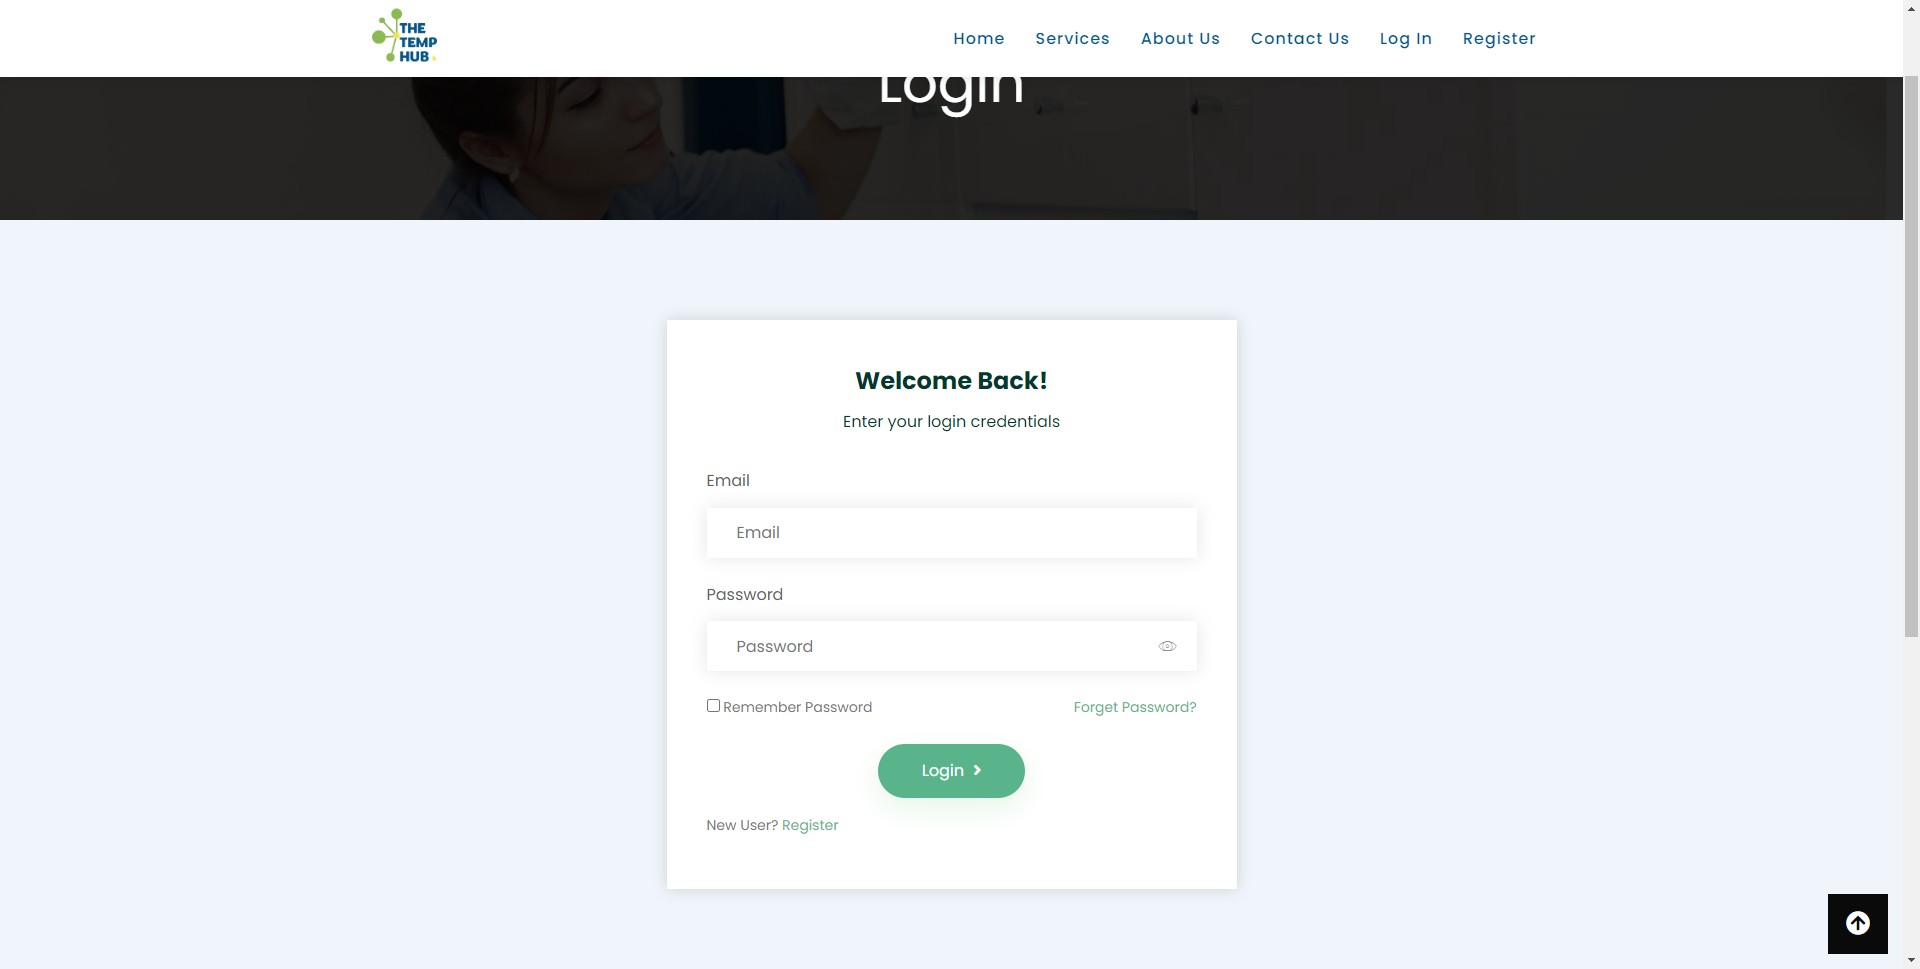 THE
TEMP
HUB
Home Services About Us Contact Us Log In Register
Login
Welcome Back!
Enter your login credentials
Email
Email
Password
Password
Remember Password Forget Password?
Login
New User? Register